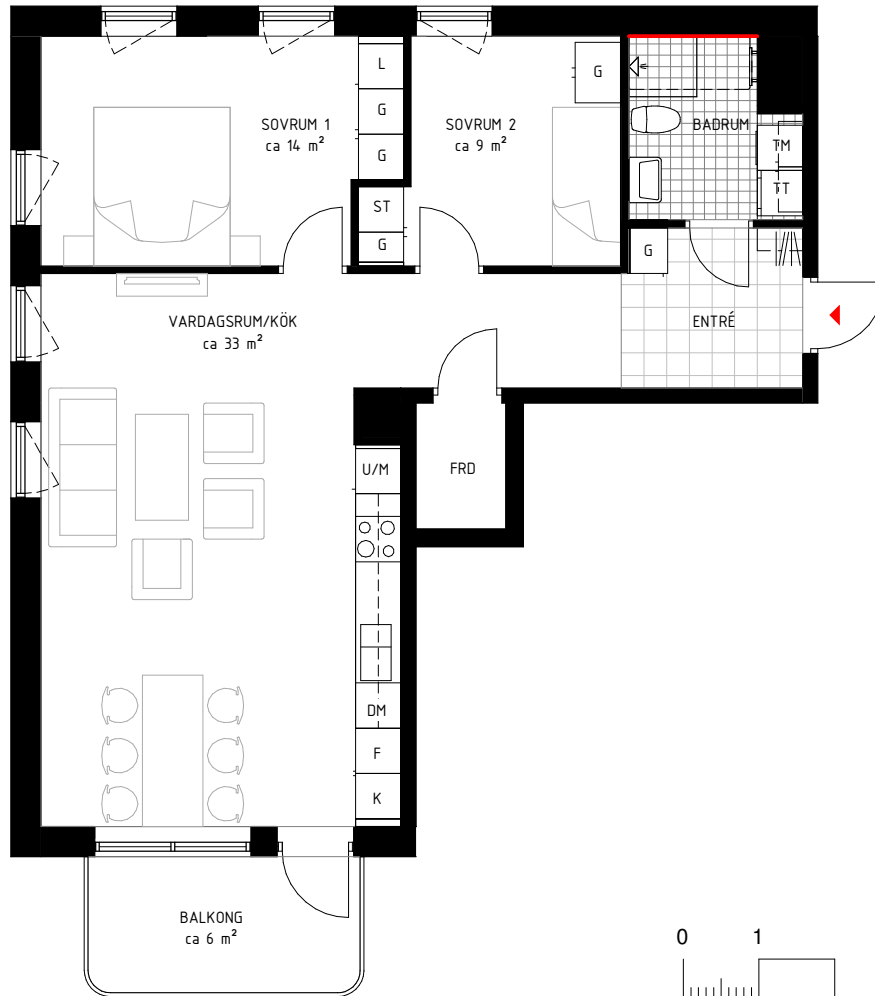 L
G
G
SOVRUM 1
ca 14 m²
SOVRUM 2
ca 9 m²
G
BADRUM
TM
TT
ST
G
G
VARDAGSRUM/KÖK
ca 33 m²
ENTRÉ
U/M
FRD
DM
F
K
BALKONG
ca 6 m²
0 1